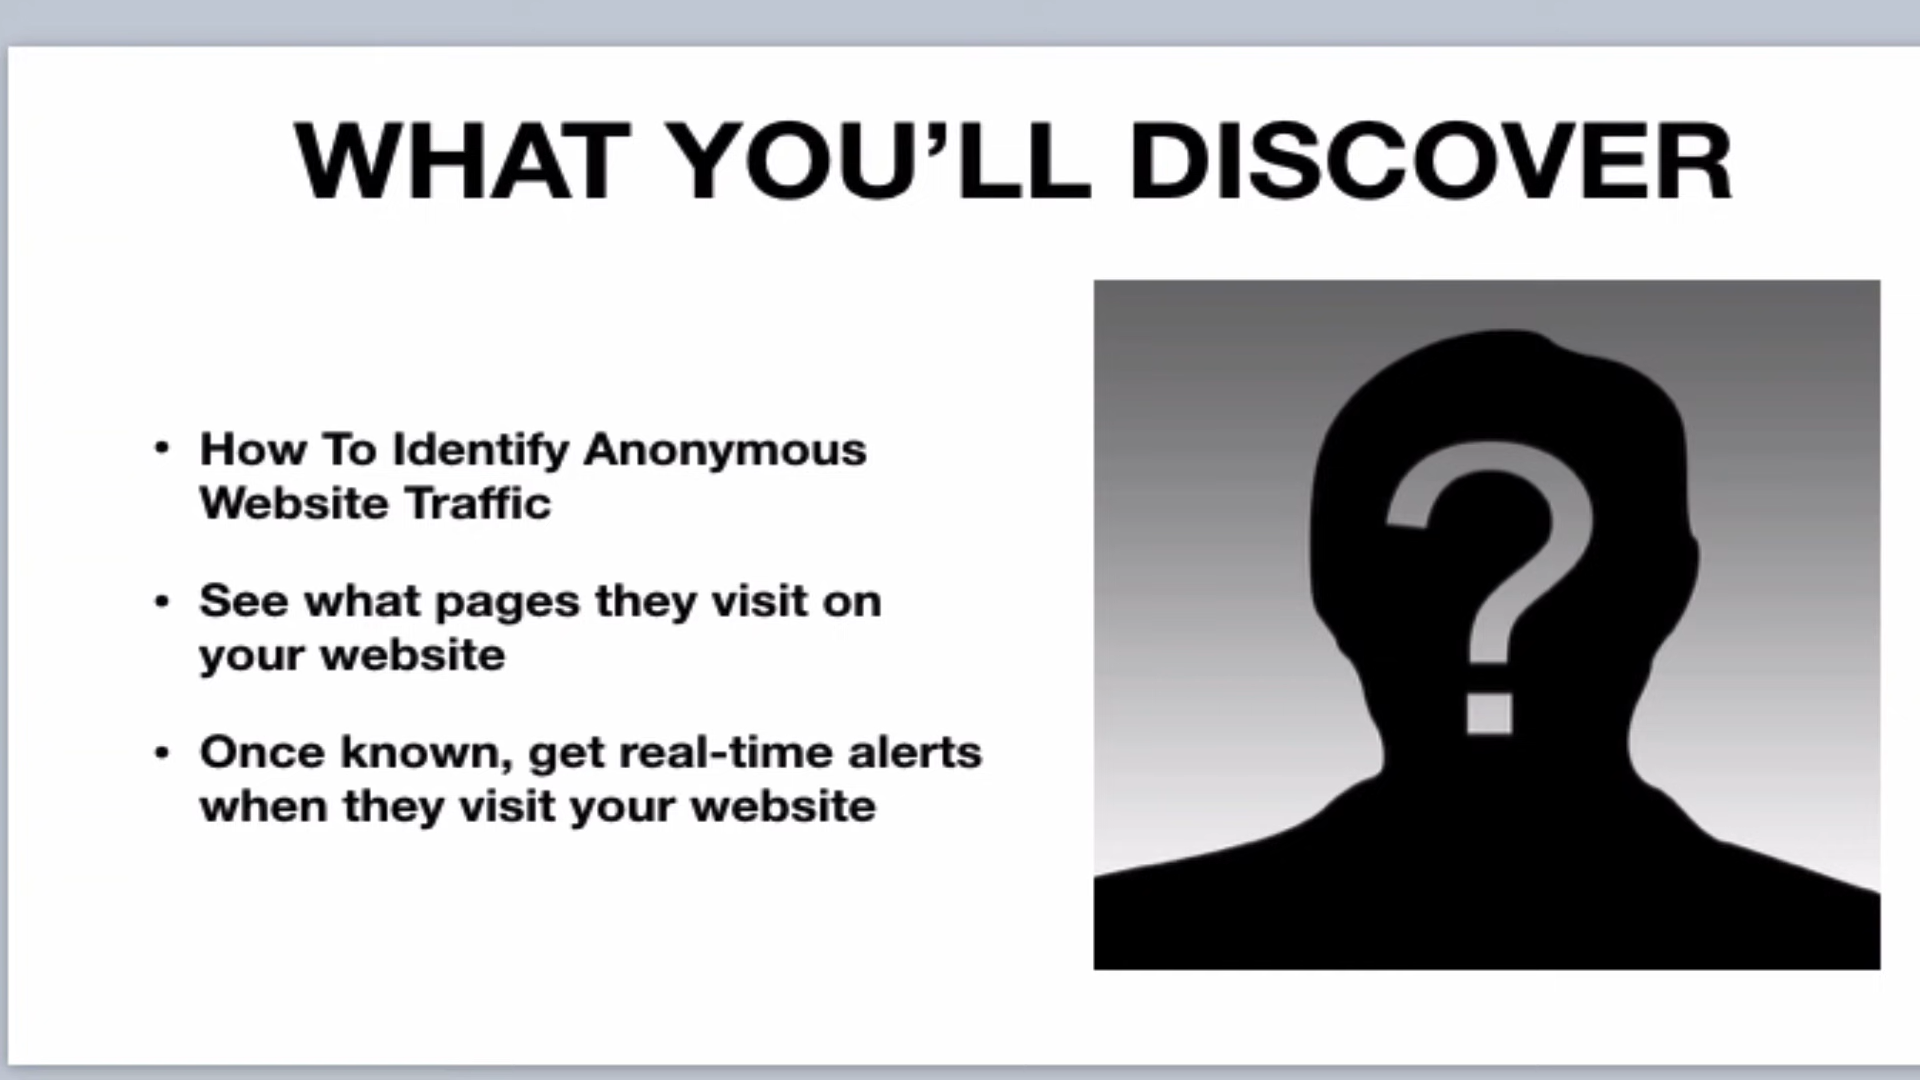 WHAT YOU’LL DISCOVER
• How To Identify Anonymous
Website Traffic
• See what pages they visit on
your website
• Once known, get real-time alerts
when they visit your website
?